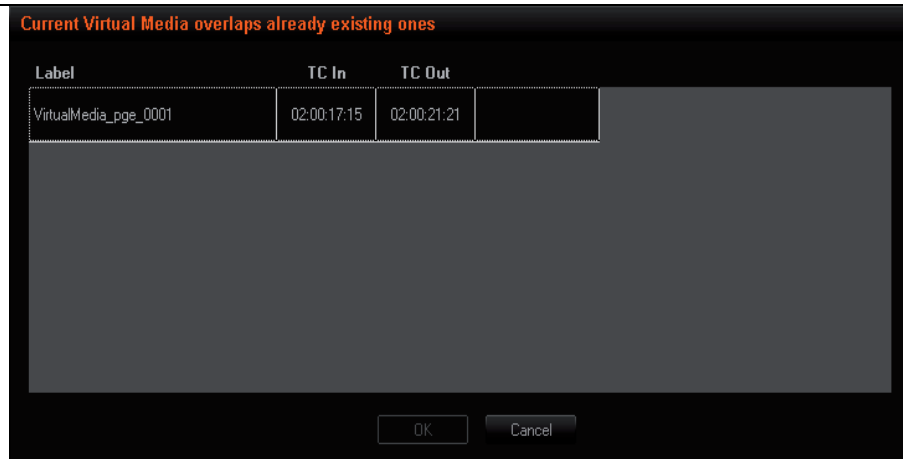 Current Virtual Media overlaps already existing ones
Label TC In TC Out
VirtualMedia_pge_0001 02:00:17:15 02:00:21:21
OK Cancel